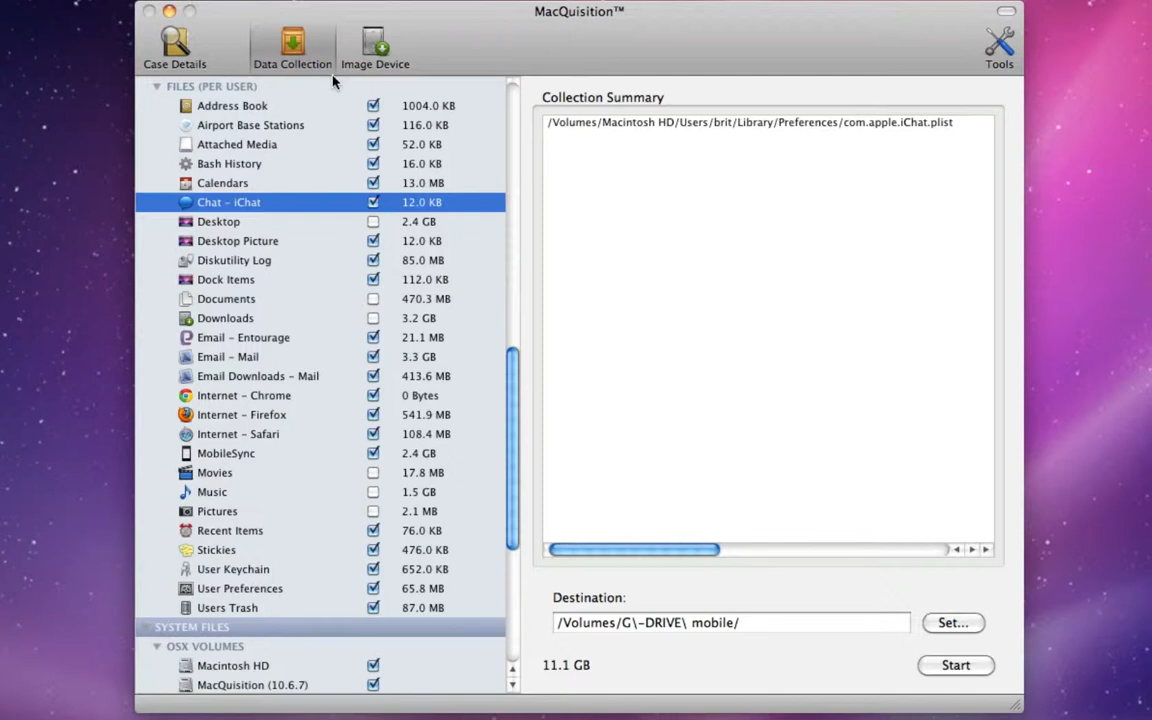 MacQuisition™
Case Details
Data Collection
Image Device
Tools
FILES (PER USER)
Address Book 1004.0 KB
Airport Base Stations 116.0 KB
Attached Media 52.0 KB
Bash History 16.0 KB
Calendars 13.0 MB
Chat - iChat 12.0 KB
Desktop 2.4 GB
Desktop Picture 12.0 KB
Diskutility Log 85.0 MB
Dock Items 112.0 KB
Documents 470.3 MB
Downloads 3.2 GB
Email - Entourage 21.1 MB
Email - Mail 3.3 GB
Email Downloads - Mail 413.6 MB
Internet - Chrome 0 Bytes
Internet - Firefox 541.9 MB
Internet - Safari 108.4 MB
MobileSync 2.4 GB
Movies 17.8 MB
Music 1.5 GB
Pictures 2.1 MB
Recent Items 76.0 KB
Stickies 476.0 KB
User Keychain 652.0 KB
User Preferences 65.8 MB
Users Trash 87.0 MB
SYSTEM FILES
OSX VOLUMES
Macintosh HD
MacQuisition (10.6.7)
Collection Summary
/Volumes/Macintosh HD/Users/brit/Library/Preferences/com.apple.iChat.plist
Destination:
/Volumes/G\-DRIVE\ mobile/
Set...
11.1 GB
Start